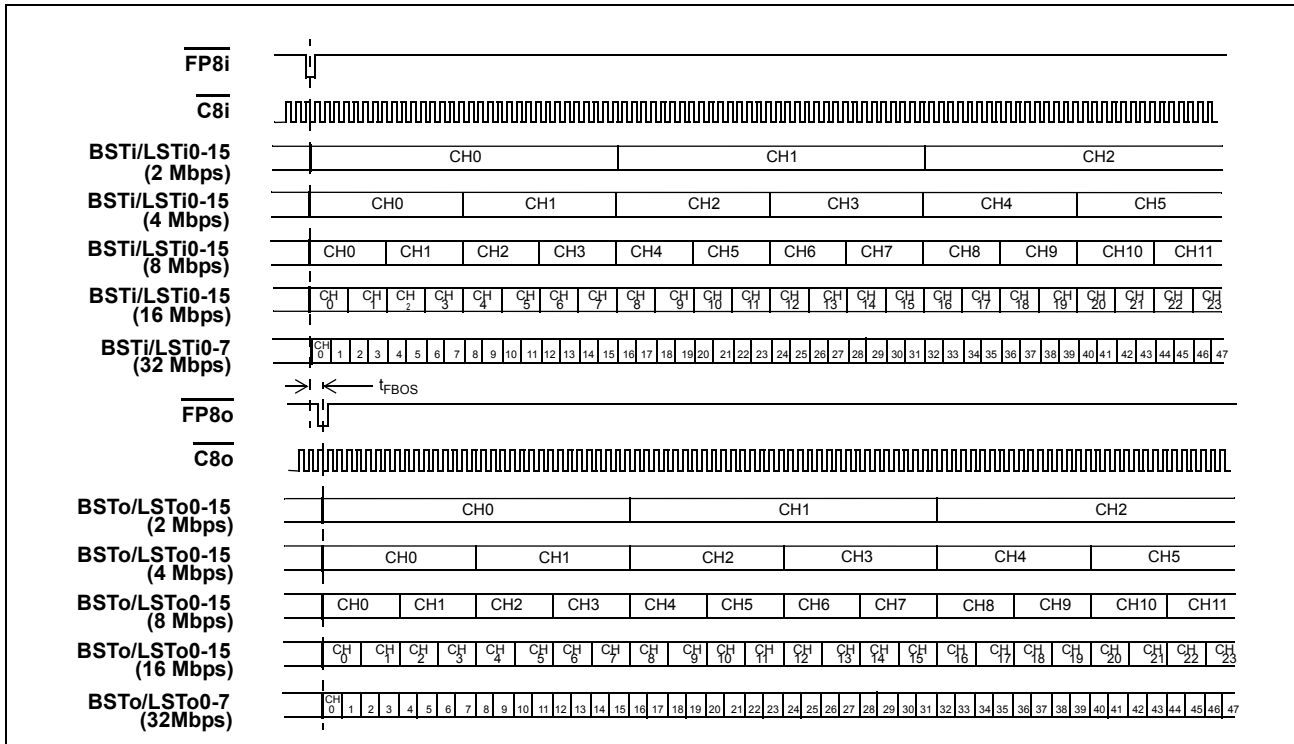 FP8i
C8i
BSTi/LSTi0-15
(2 Mbps)
CH0 CH1 CH2
BSTi/LSTi0-15
(4 Mbps)
CH0 CH1 CH2 CH3 CH4 CH5
BSTi/LSTi0-15
(8 Mbps)
CH0 CH1 CH2 CH3 CH4 CH5 CH6 CH7 CH8 CH9 CH10 CH11
BSTi/LSTi0-15
(16 Mbps)
CH CH CH CH CH CH CH CH CH CH CH CH CH CH CH CH CH CH CH CH CH CH CH CH
0 1 2 3 4 5 6 7 8 9 10 11 12 13 14 15 16 17 18 19 20 21 22 23
BSTi/LSTi0-7
(32 Mbps)
CH
0 1 2 3 4 5 6 7 8 9 10 11 12 13 14 15 16 17 18 19 20 21 22 23 24 25 26 27 28 29 30 31 32 33 34 35 36 37 38 39 40 41 42 43 44 45 46 47
tFBOS
FP8o
C8o
BSTo/LSTo0-15
(2 Mbps)
CH0 CH1 CH2
BSTo/LSTo0-15
(4 Mbps)
CH0 CH1 CH2 CH3 CH4 CH5
BSTo/LSTo0-15
(8 Mbps)
CH0 CH1 CH2 CH3 CH4 CH5 CH6 CH7 CH8 CH9 CH10 CH11
BSTo/LSTo0-15
(16 Mbps)
CH CH CH CH CH CH CH CH CH CH CH CH CH CH CH CH CH CH CH CH CH CH CH CH
0 1 2 3 4 5 6 7 8 9 10 11 12 13 14 15 16 17 18 19 20 21 22 23
BSTo/LSTo0-7
(32Mbps)
CH
0 1 2 3 4 5 6 7 8 9 10 11 12 13 14 15 16 17 18 19 20 21 22 23 24 25 26 27 28 29 30 31 32 33 34 35 36 37 38 39 40 41 42 43 44 45 46 47